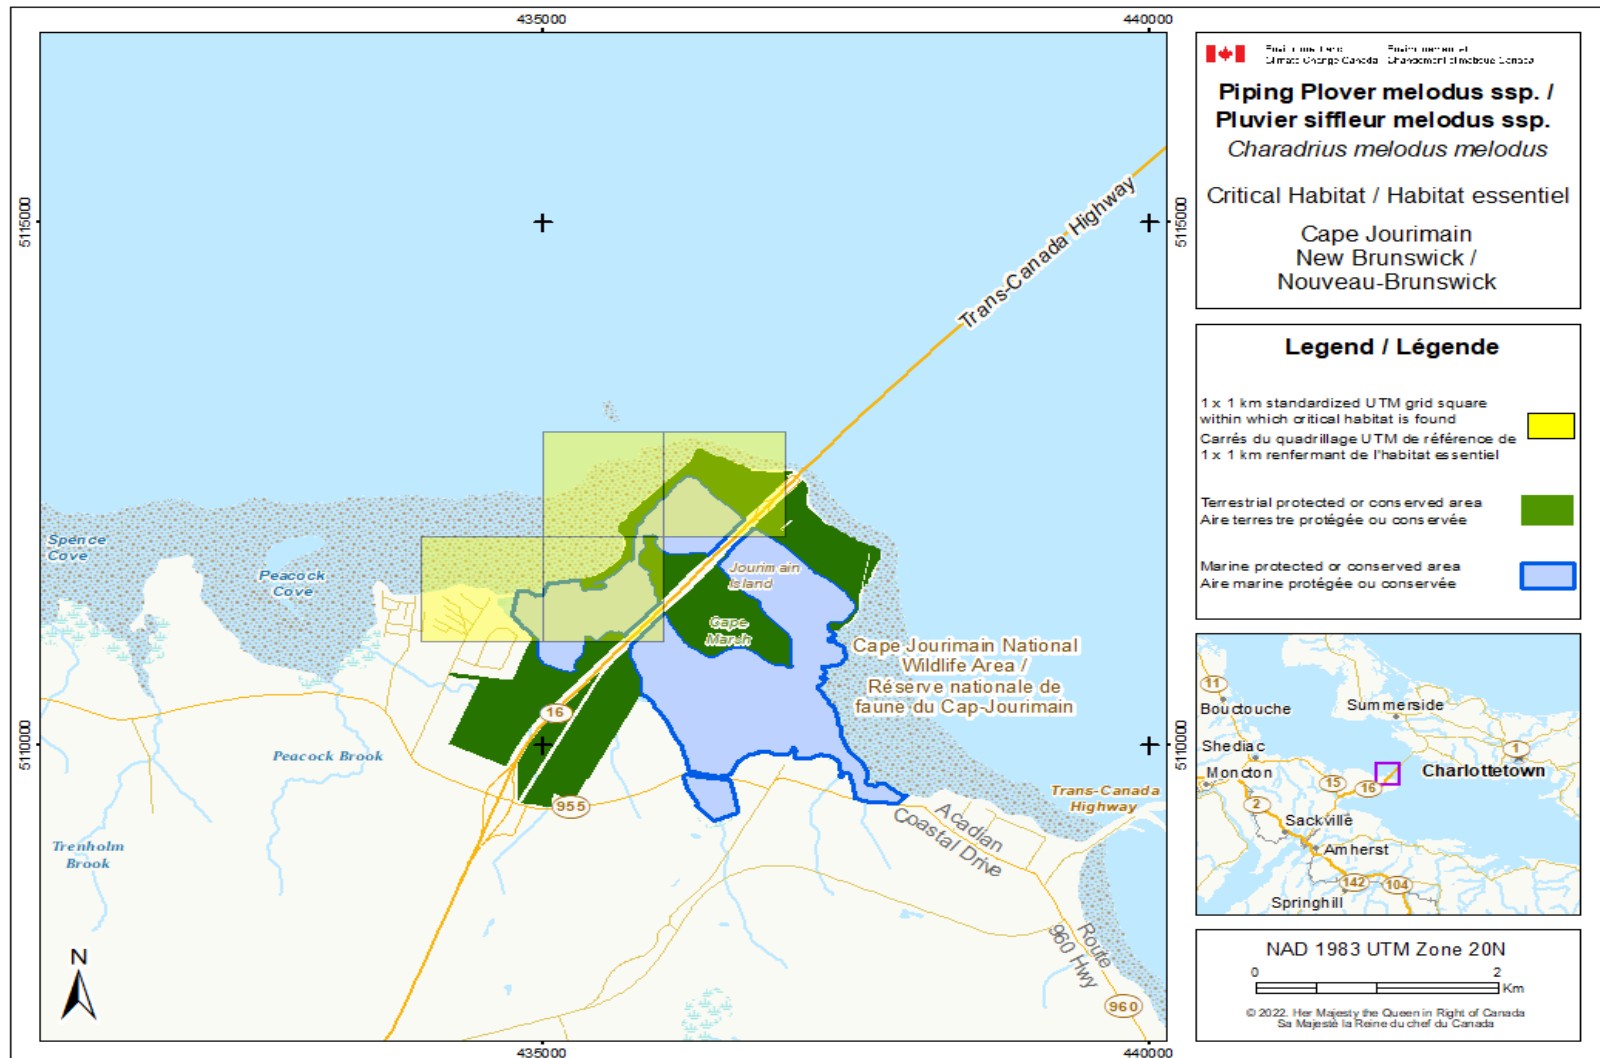 435000
440000
5115000
5115000
5110000
5110000
435000
440000
Trans-Canada Highway
Spence
Cove
Peacock
Cove
Jourimain
Island
Cape
Marsh
Cape Jourimain National
Wildlife Area /
Réserve nationale de
faune du Cap-Jourimain
16
Peacock Brook
955
Trans-Canada
Highway
Acadian
Coastal Drive
Trenholm
Brook
Route
960 Hwy
960
N
Climate Change Canada
Piping Plover melodus ssp. /
Pluvier siffleur melodus ssp.
Charadrius melodus melodus
Critical Habitat / Habitat essentiel
Cape Jourimain
New Brunswick /
Nouveau-Brunswick
Legend / Légende
1 x 1 km standardized UTM grid square
within which critical habitat is found
Carrés du quadrillage UTM de référence de
1 x 1 km renfermant de l'habitat essentiel
Terrestrial protected or conserved area
Aire terrestre protégée ou conservée
Marine protected or conserved area
Aire marine protégée ou conservée
11
Bouctouche
Summerside
Shediac
1
Moncton
15
16
Charlottetown
2
Sackville
Amherst
142
104
Springhill
NAD 1983 UTM Zone 20N
0 2
Km
© 2022. Her Majesty the Queen in Right of Canada
Sa Majesté la Reine du chef du Canada